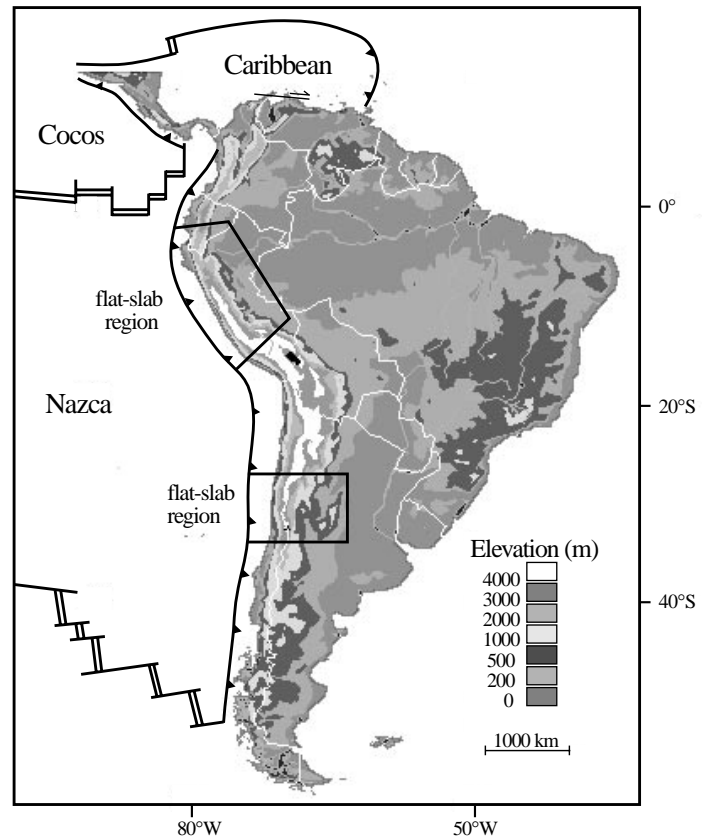 Caribbean
Cocos
0°
flat-slab
region
Nazca
20°S
flat-slab
region
Elevation (m)
4000
3000
2000
1000
500
200
0
40°S
1000 km
80°W
50°W